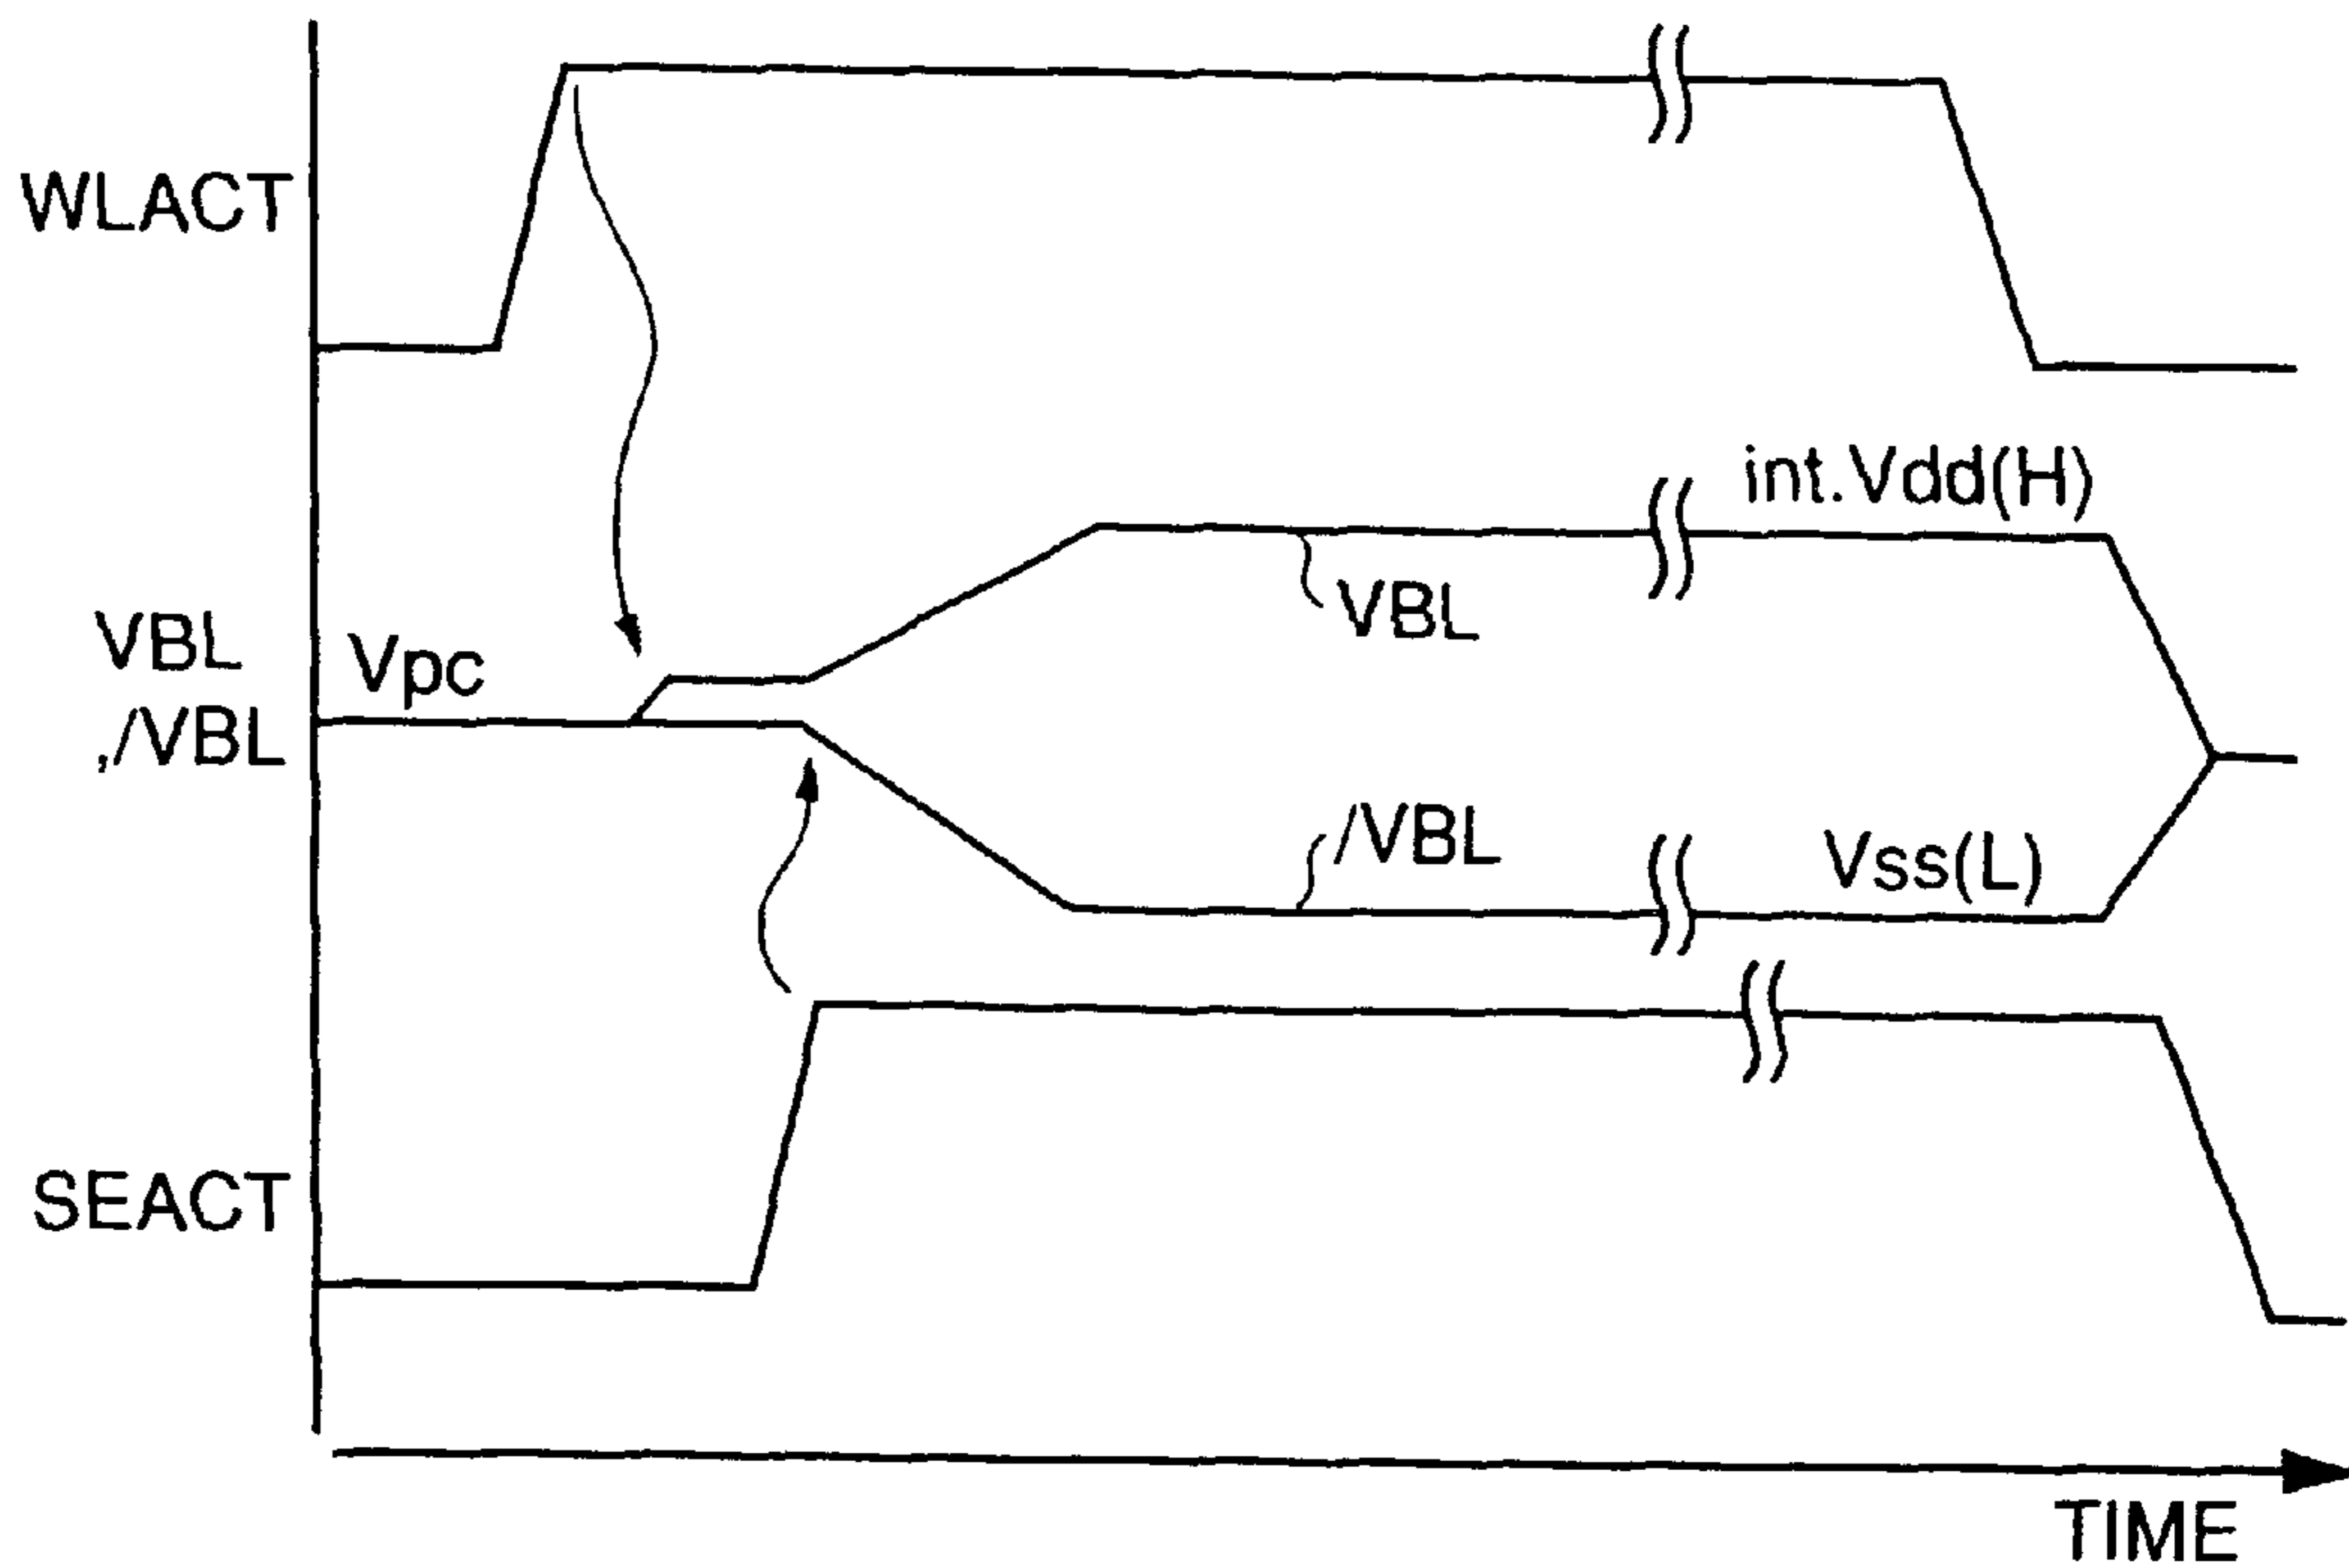 WLACT
int.Vdd(H)
VBL
VBL
Vpc
,/VBL
/VBL
Vss(L)
SEACT
TIME